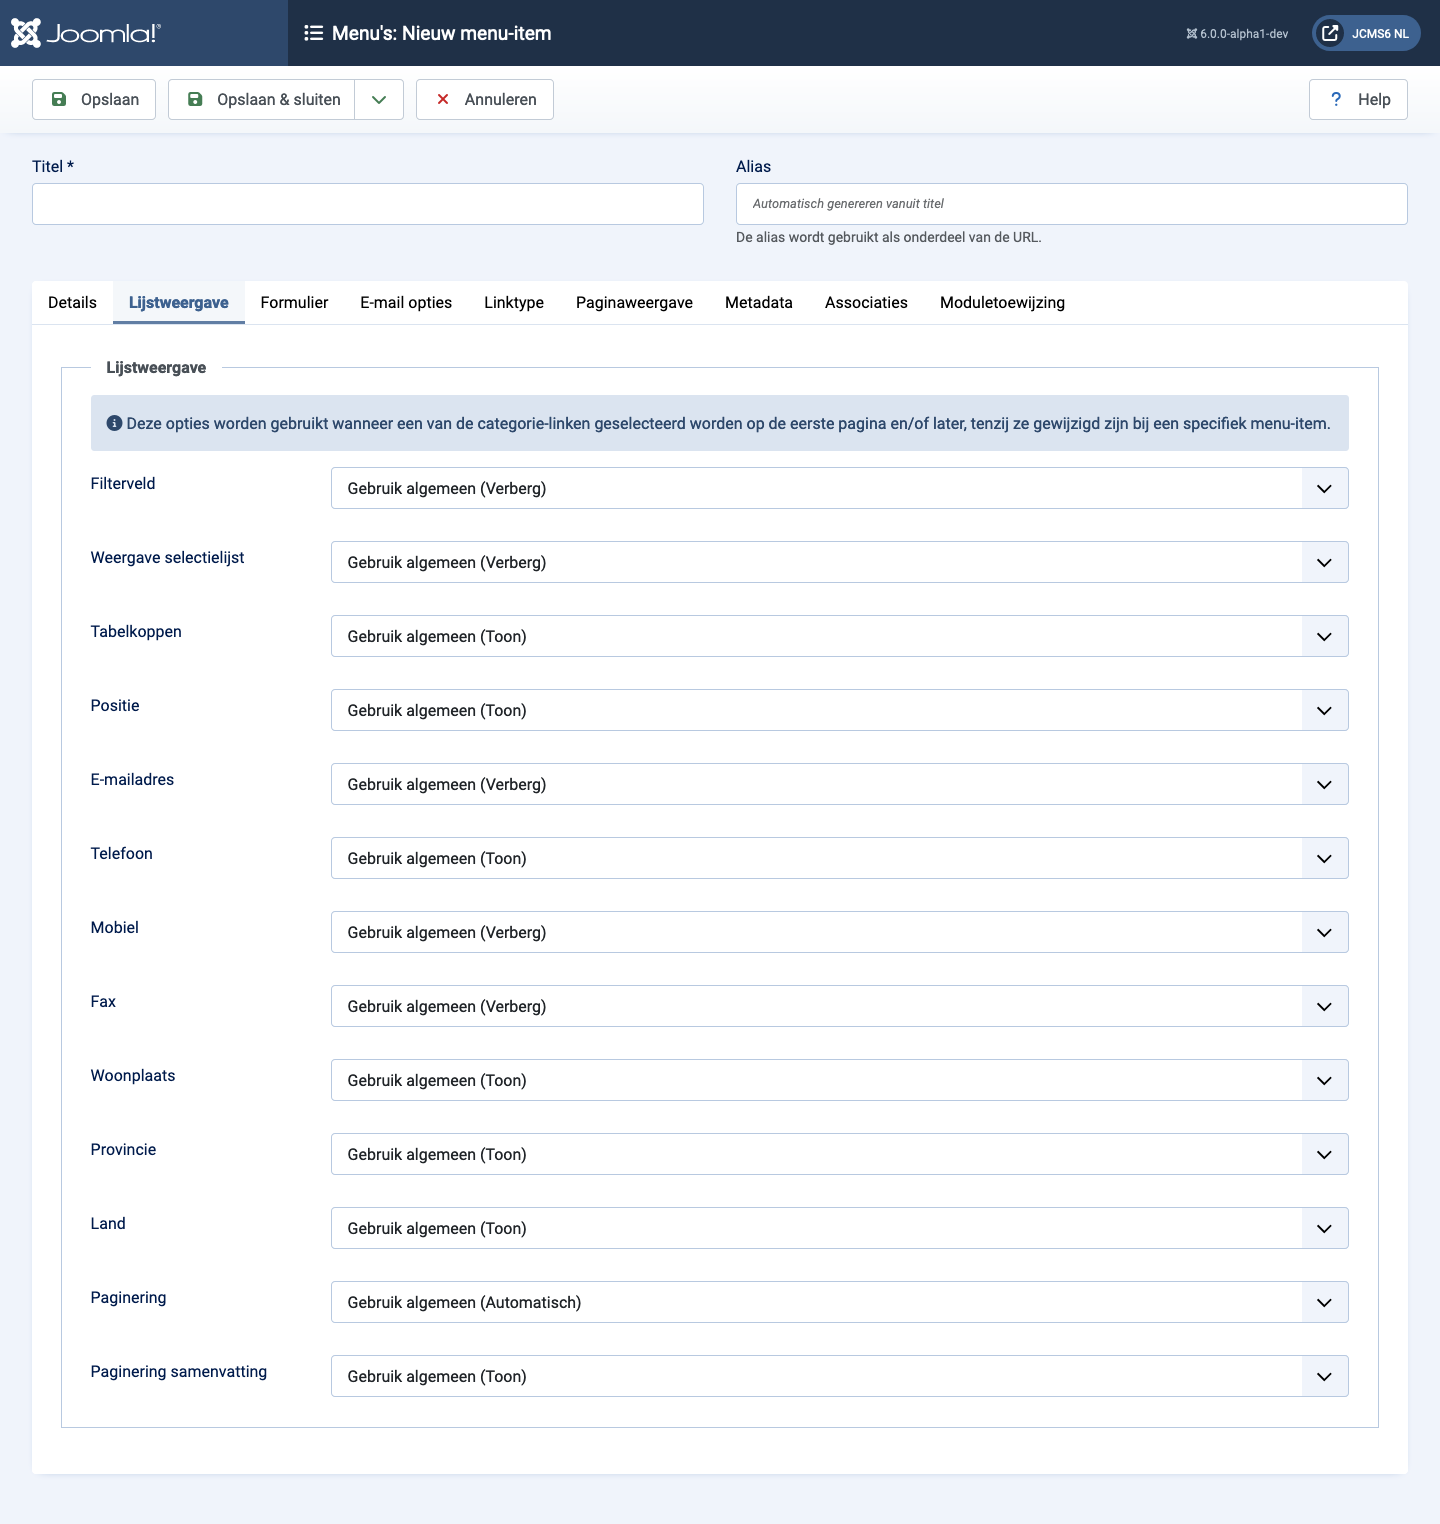 Joomla!®
Menu's: Nieuw menu-item
6.0.0-alpha1-dev
JCMS6 NL
Opslaan
Opslaan & sluiten
Annuleren
? Help
Titel *
Alias
Automatisch genereren vanuit titel
De alias wordt gebruikt als onderdeel van de URL.
Details
Lijstweergave
Formulier
E-mail opties
Linktype
Paginaweergave
Metadata
Associaties
Moduletoewijzing
Lijstweergave
Deze opties worden gebruikt wanneer een van de categorie-linken geselecteerd worden op de eerste pagina en/of later, tenzij ze gewijzigd zijn bij een specifiek menu-item.
Filterveld
Gebruik algemeen (Verberg)
Weergave selectielijst
Gebruik algemeen (Verberg)
Tabelkoppen
Gebruik algemeen (Toon)
Positie
Gebruik algemeen (Toon)
E-mailadres
Gebruik algemeen (Verberg)
Telefoon
Gebruik algemeen (Toon)
Mobiel
Gebruik algemeen (Verberg)
Fax
Gebruik algemeen (Verberg)
Woonplaats
Gebruik algemeen (Toon)
Provincie
Gebruik algemeen (Toon)
Land
Gebruik algemeen (Toon)
Paginering
Gebruik algemeen (Automatisch)
Paginering samenvatting
Gebruik algemeen (Toon)